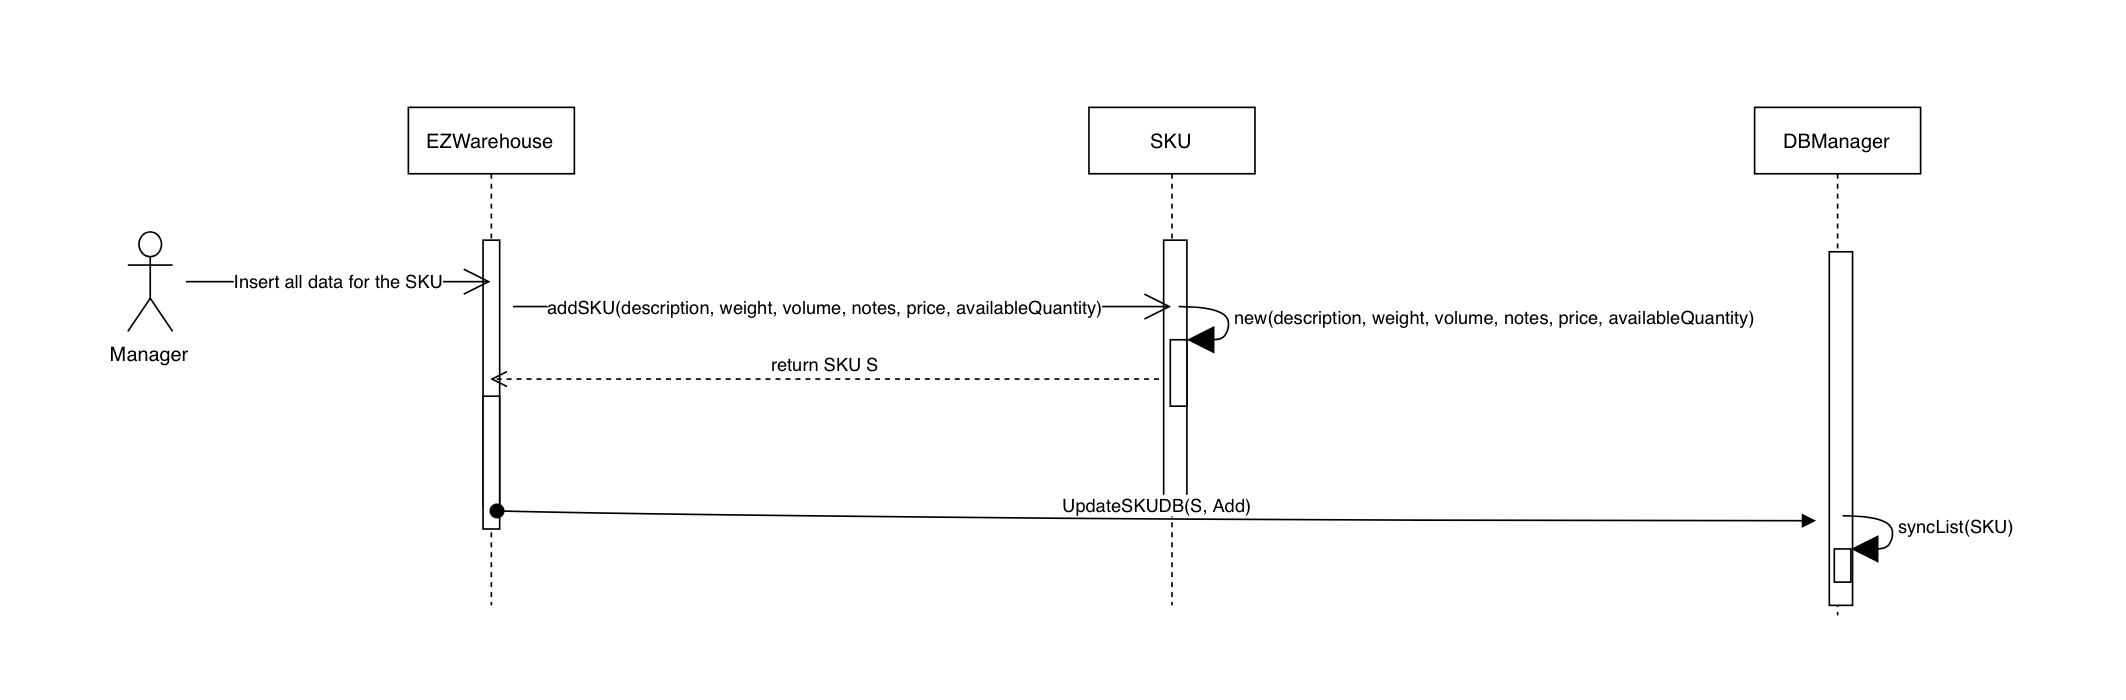 EZWarehouse
SKU
DBManager
Manager
Insert all data for the SKU
addSKU(description, weight, volume, notes, price, availableQuantity)
new(description, weight, volume, notes, price, availableQuantity)
return SKU S
UpdateSKUDB(S, Add)
syncList(SKU)